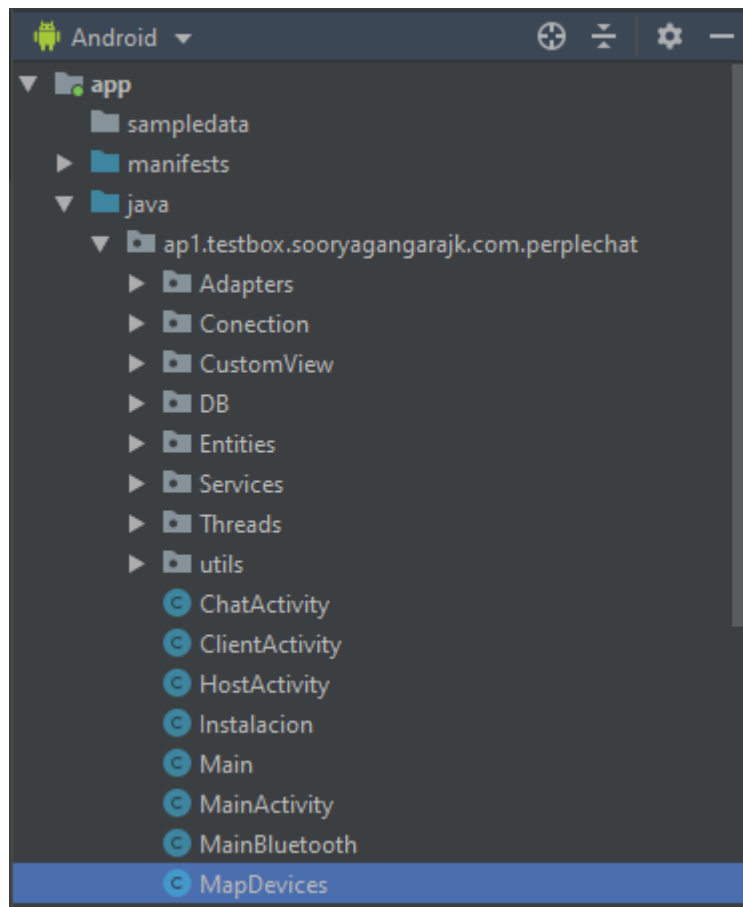 Android
app
sampledata
manifests
java
ap1.testbox.sooryagangarajk.com.perplechat
Adapters
Conection
CustomView
DB
Entities
Services
Threads
utils
ChatActivity
ClientActivity
HostActivity
Instalacion
Main
MainActivity
MainBluetooth
MapDevices